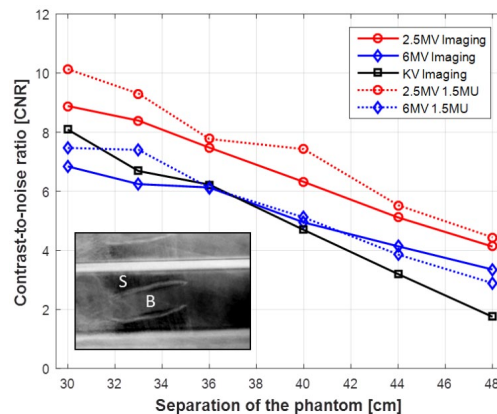 2.5MV Imaging
6MV Imaging
KV Imaging
2.5MV 1.5MU
6MV 1.5MU
Contrast-to-noise ratio [CNR]
12
10
8
6
4
2
0
S
B
30 32 34 36 38 40 42 44 46 48
Separation of the phantom [cm]